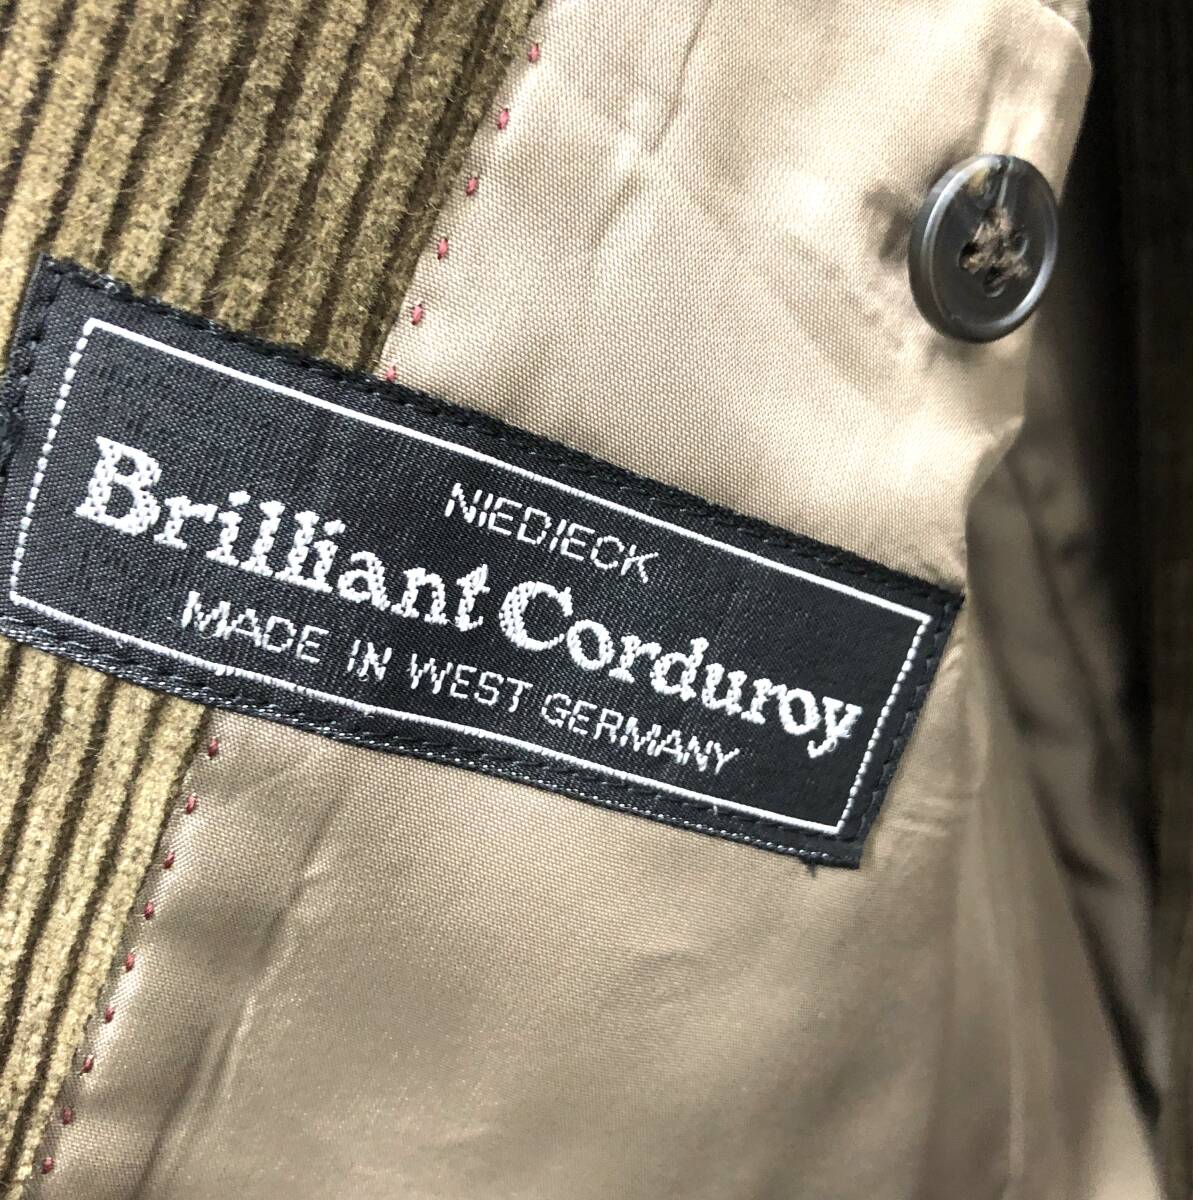 NIEDIECK
Brilliant Corduroy
MADE IN WEST GERMANY